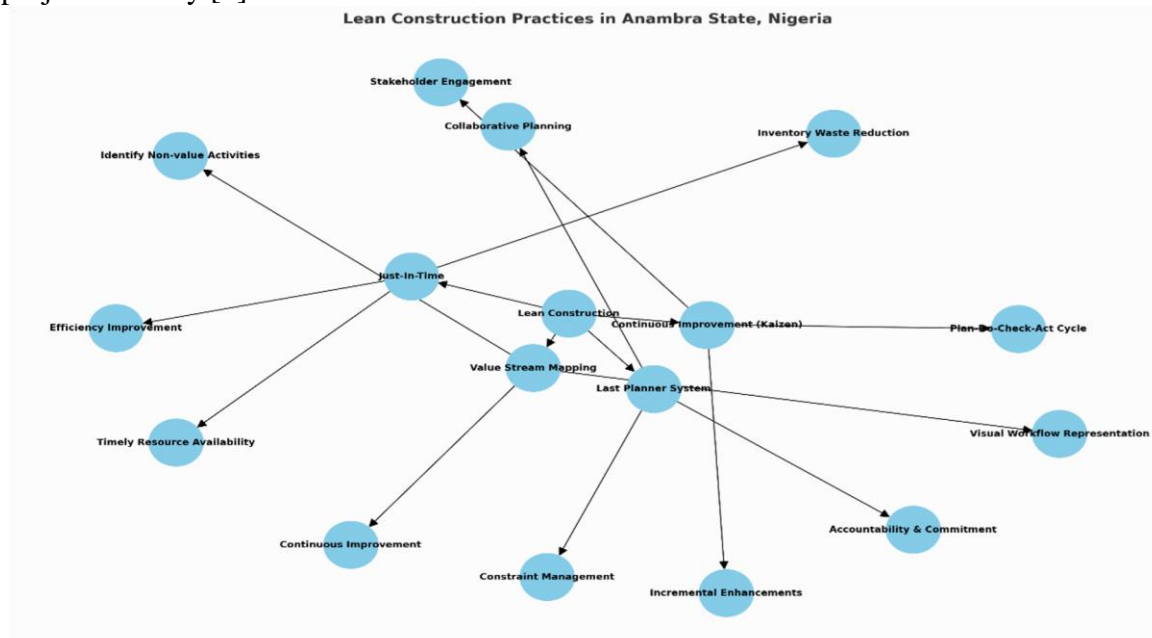 Lean Construction Practices in Anambra State, Nigeria
Stakeholder Engagement
Collaborative Planning
Inventory Waste Reduction
Identify Non-value Activities
Just-In-Time
Lean Construction
Continuous Improvement (Kaizen)
Efficiency Improvement
Plan-Do-Check-Act Cycle
Value Stream Mapping
Last Planner System
Visual Workflow Representation
Timely Resource Availability
Accountability & Commitment
Continuous Improvement
Constraint Management
Incremental Enhancements